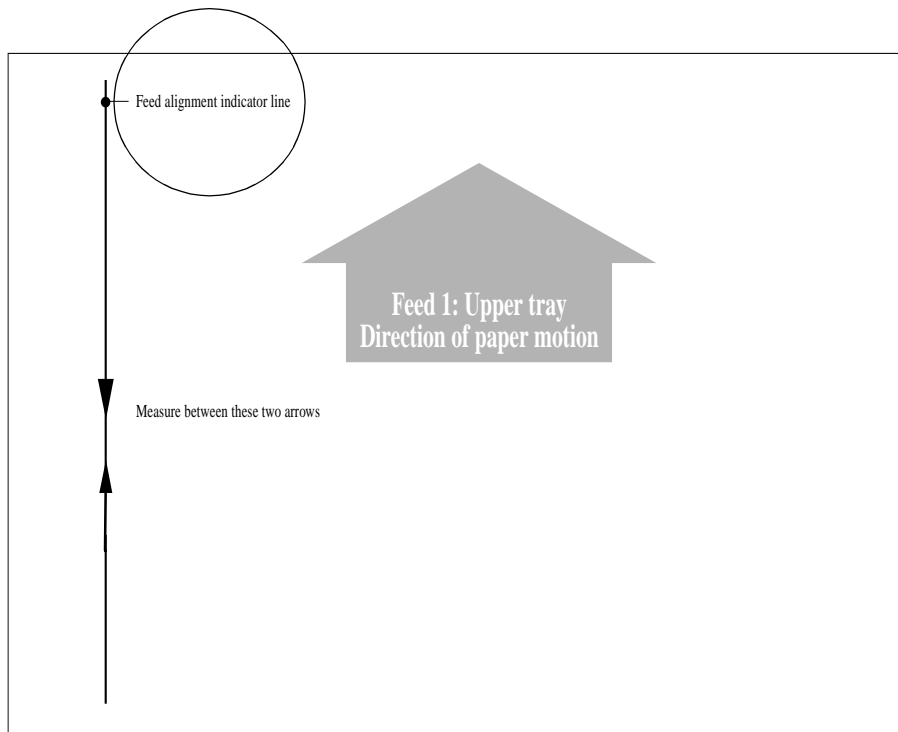 Feed alignment indicator line
Feed 1: Upper tray
Direction of paper motion
Measure between these two arrows